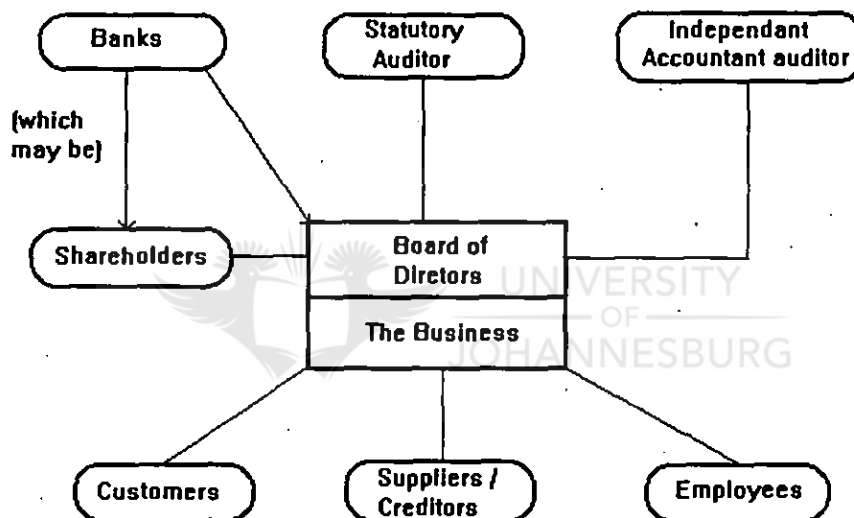 Banks
Statutory
Auditor
Independant
Accountant auditor
(which
may be)
Shareholders
Board of
Diretors
The Business
UNIVERSITY
OF
JOHANNESBURG
Customers
Suppliers /
Creditors
Employees